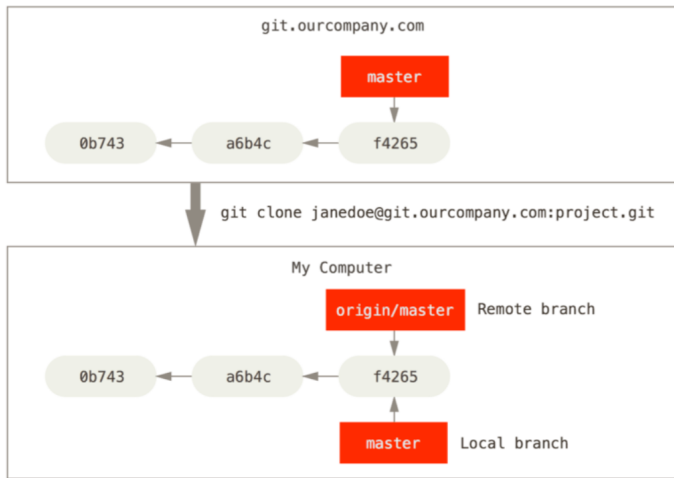 git.ourcompany.com
master
0b743 a6b4c f4265
git clone janedoe@git.ourcompany.com:project.git
My Computer
origin/master Remote branch
0b743 a6b4c f4265
master Local branch